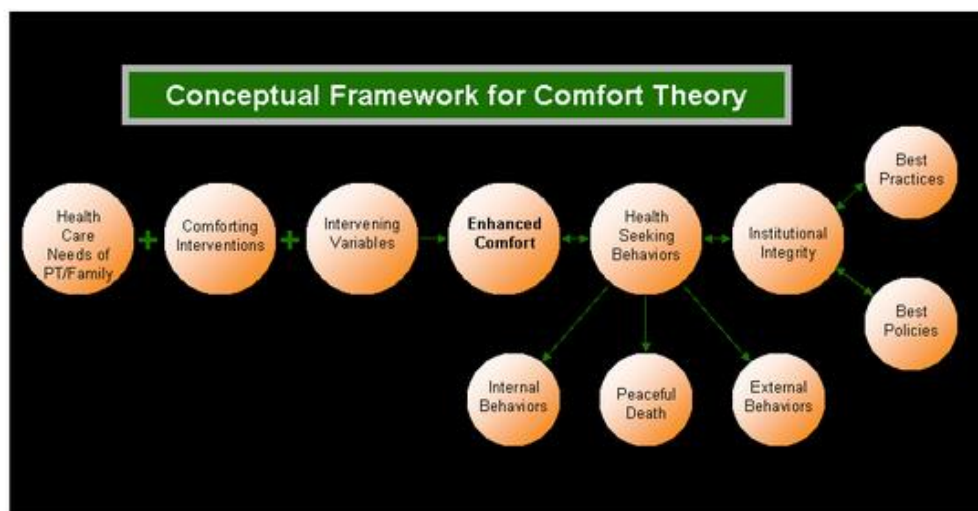 Conceptual Framework for Comfort Theory
Health
Care
Needs of
PT/Family
+
Comforting
Interventions
+
Intervening
Variables
Enhanced
Comfort
Health
Seeking
Behaviors
Institutional
Integrity
Best
Practices
Best
Policies
Internal
Behaviors
Peaceful
Death
External
Behaviors